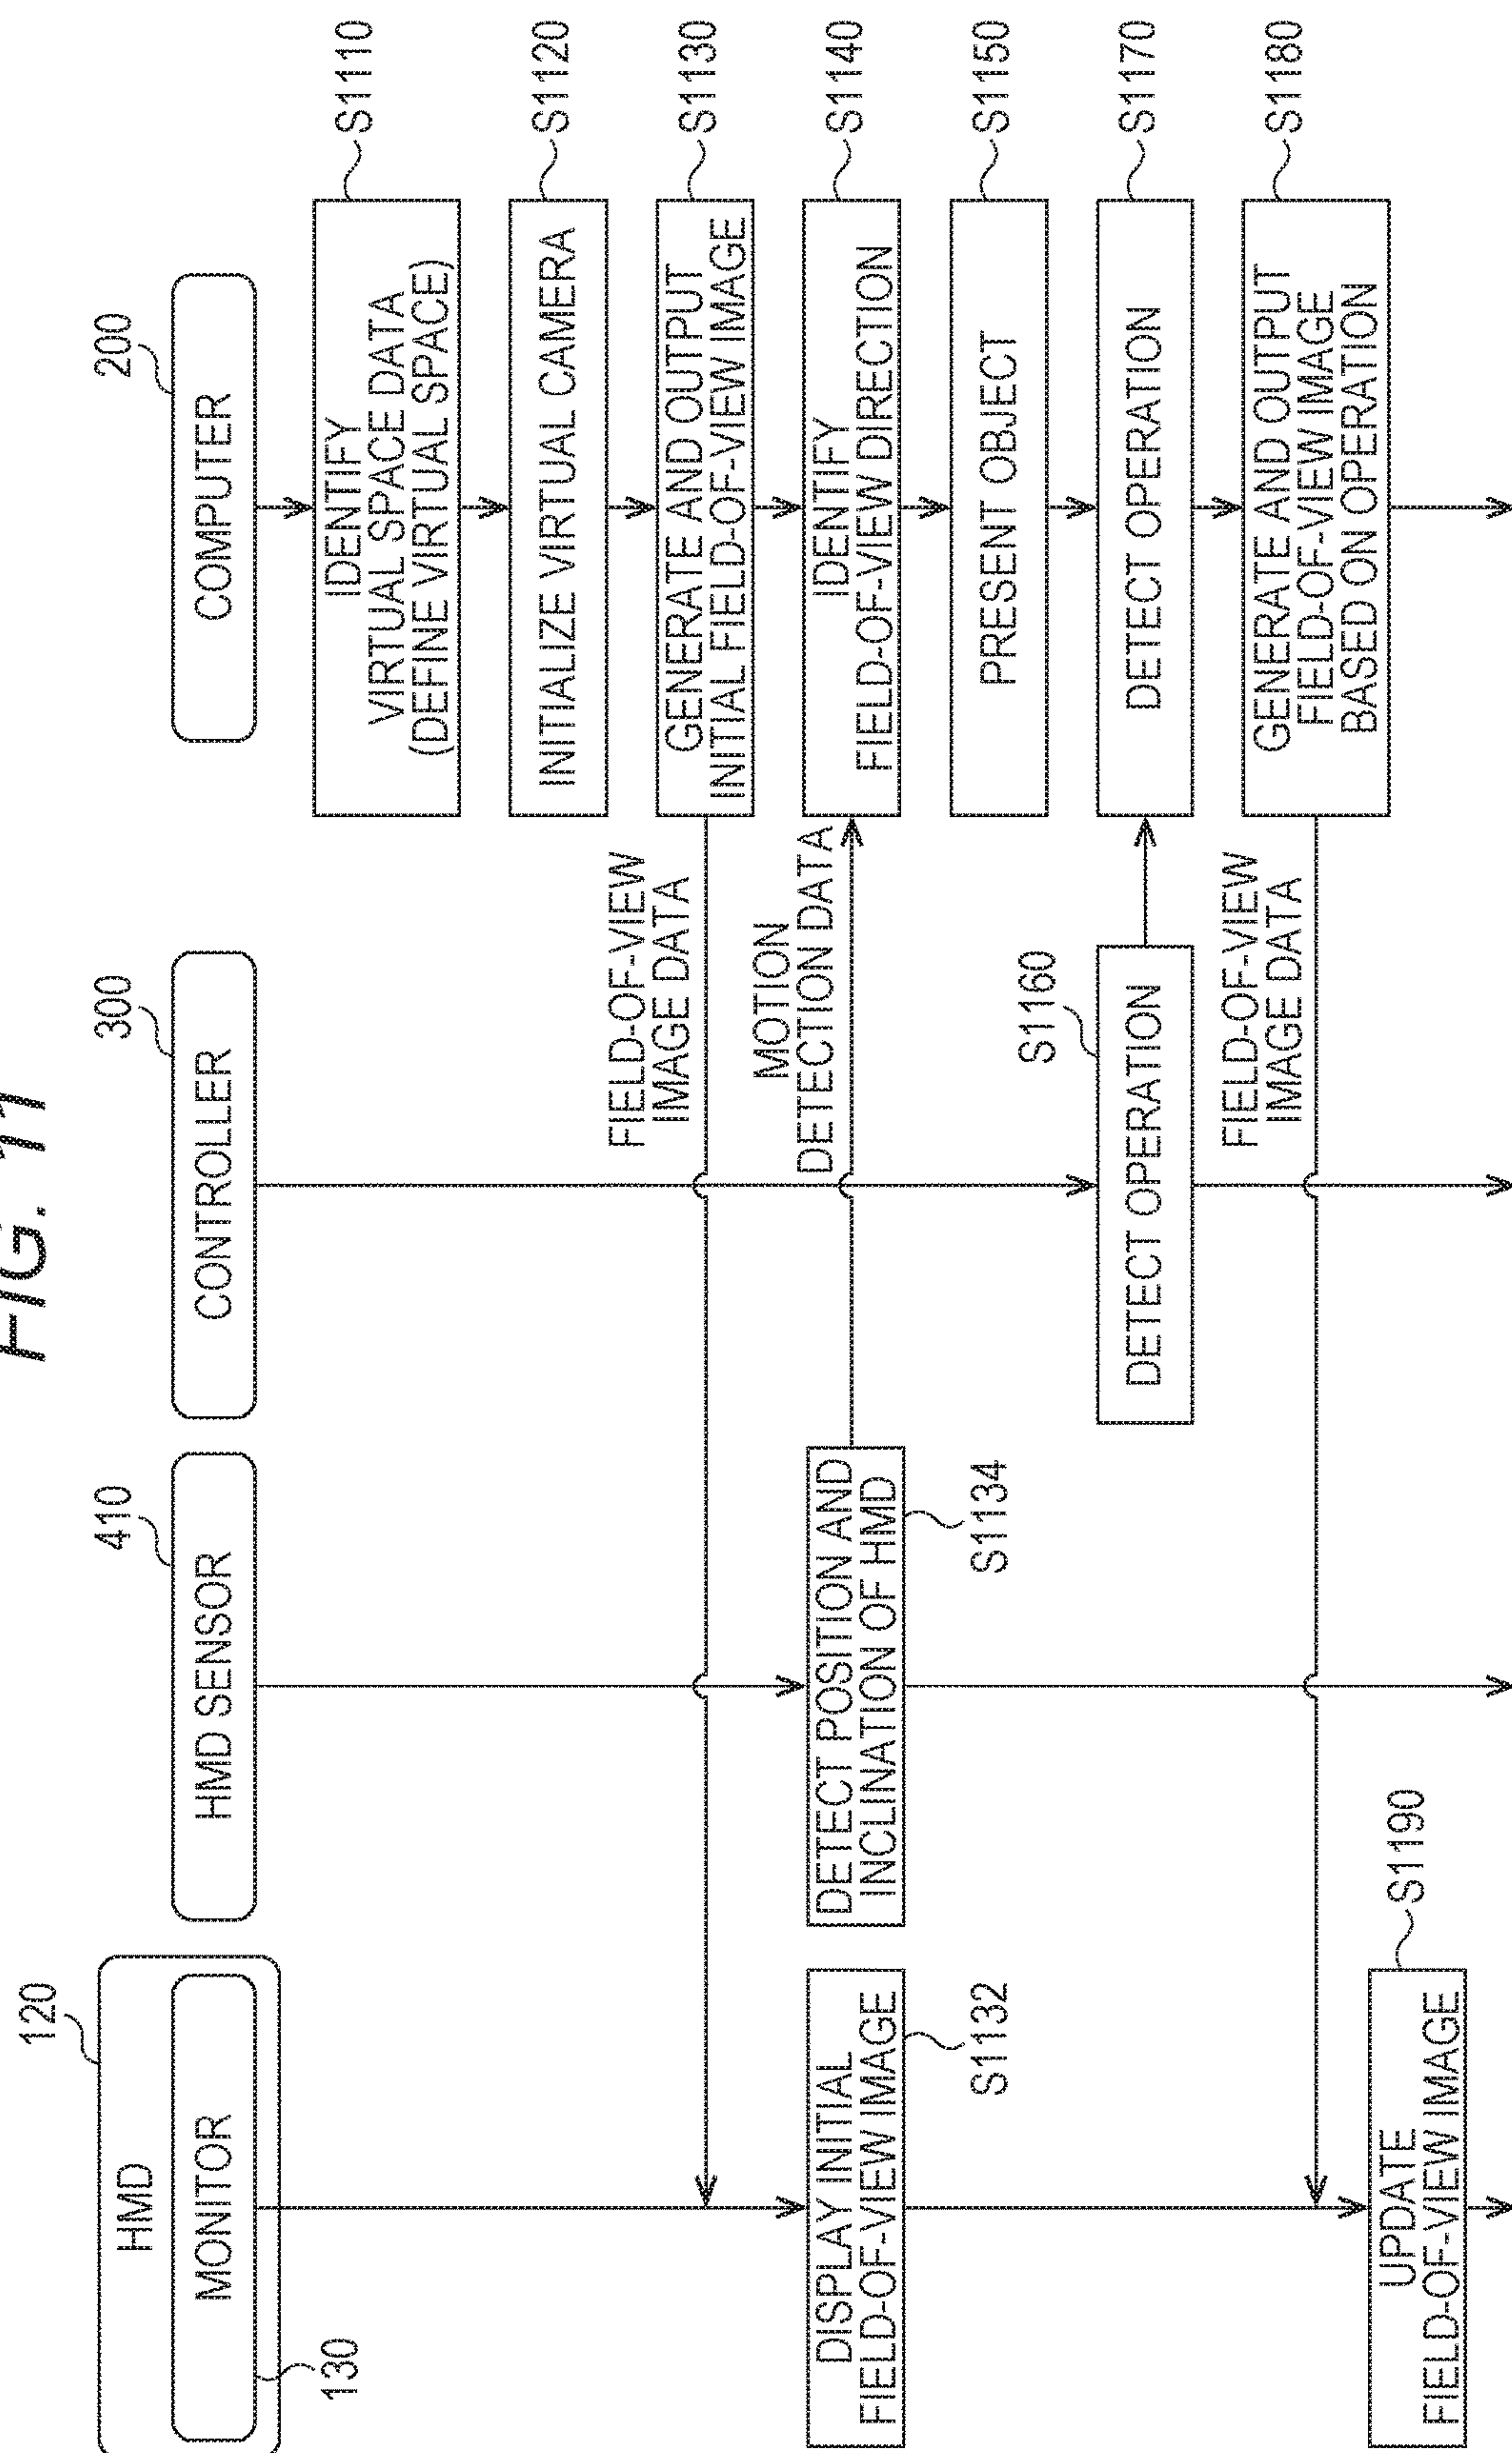 FIG. 11
120
HMD
MONITOR
130
410
HMD SENSOR
300
CONTROLLER
200
COMPUTER
IDENTIFY
VIRTUAL SPACE DATA
(DEFINE VIRTUAL SPACE)
S1110
INITIALIZE VIRTUAL CAMERA
S1120
GENERATE AND OUTPUT
INITIAL FIELD-OF-VIEW IMAGE
S1130
FIELD-OF-VIEW
IMAGE DATA
DISPLAY INITIAL
FIELD-OF-VIEW IMAGE
S1132
DETECT POSITION AND
INCLINATION OF HMD
S1134
MOTION
DETECTION DATA
IDENTIFY
FIELD-OF-VIEW DIRECTION
S1140
PRESENT OBJECT
S1150
S1160
DETECT OPERATION
DETECT OPERATION
S1170
FIELD-OF-VIEW
IMAGE DATA
GENERATE AND OUTPUT
FIELD-OF-VIEW IMAGE
BASED ON OPERATION
S1180
UPDATE
FIELD-OF-VIEW IMAGE
S1190